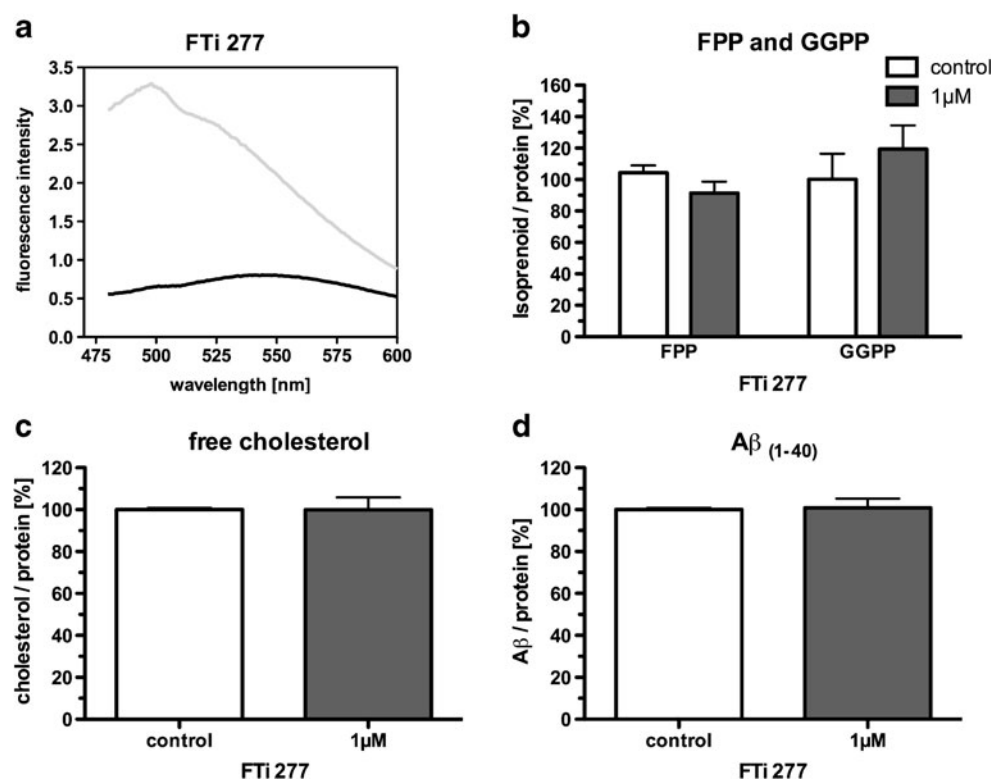 a
FTi 277
fluorescence intensity
3.5
3.0
2.5
2.0
1.5
1.0
0.5
0.0
475 500 525 550 575 600
wavelength [nm]
b
FPP and GGPP
control
1µM
Isoprenoid / protein [%]
160
140
120
100
80
60
40
20
0
FPP GGPP
FTi 277
c
free cholesterol
cholesterol / protein [%]
120
100
80
60
40
20
0
control 1µM
FTi 277
d
Aβ (1-40)
Aβ / protein [%]
120
100
80
60
40
20
0
control 1µM
FTi 277